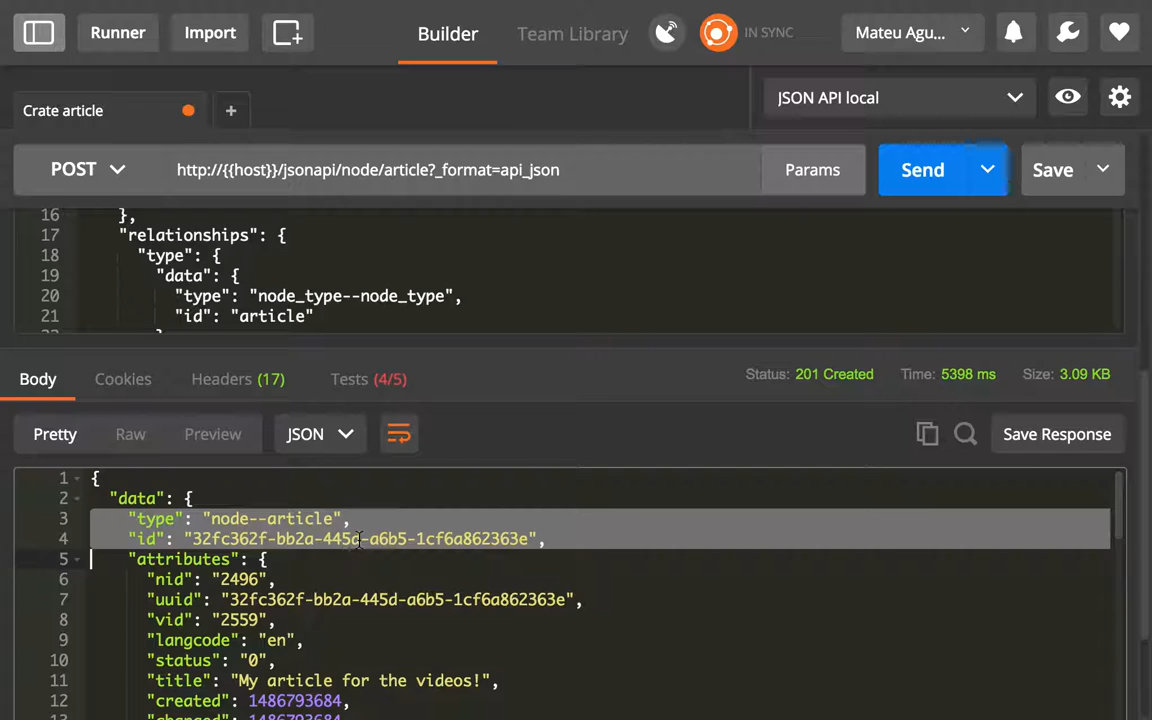 Runner Import Builder Team Library IN SYNC Mateu Agu...
Crate article + JSON API local
POST http://{{host}}/jsonapi/node/article?_format=api_json Params Send Save
16 },
17 "relationships": {
18 "type": {
19 "data": {
20 "type": "node_type--node_type",
21 "id": "article"
Body Cookies Headers (17) Tests (4/5) Status: 201 Created Time: 5398 ms Size: 3.09 KB
Pretty Raw Preview JSON Save Response
1 {
2 "data": {
3 "type": "node--article",
4 "id": "32fc362f-bb2a-445d-a6b5-1cf6a862363e",
5 "attributes": {
6 "nid": "2496",
7 "uuid": "32fc362f-bb2a-445d-a6b5-1cf6a862363e",
8 "vid": "2559",
9 "langcode": "en",
10 "status": "0",
11 "title": "My article for the videos!",
12 "created": 1486793684,